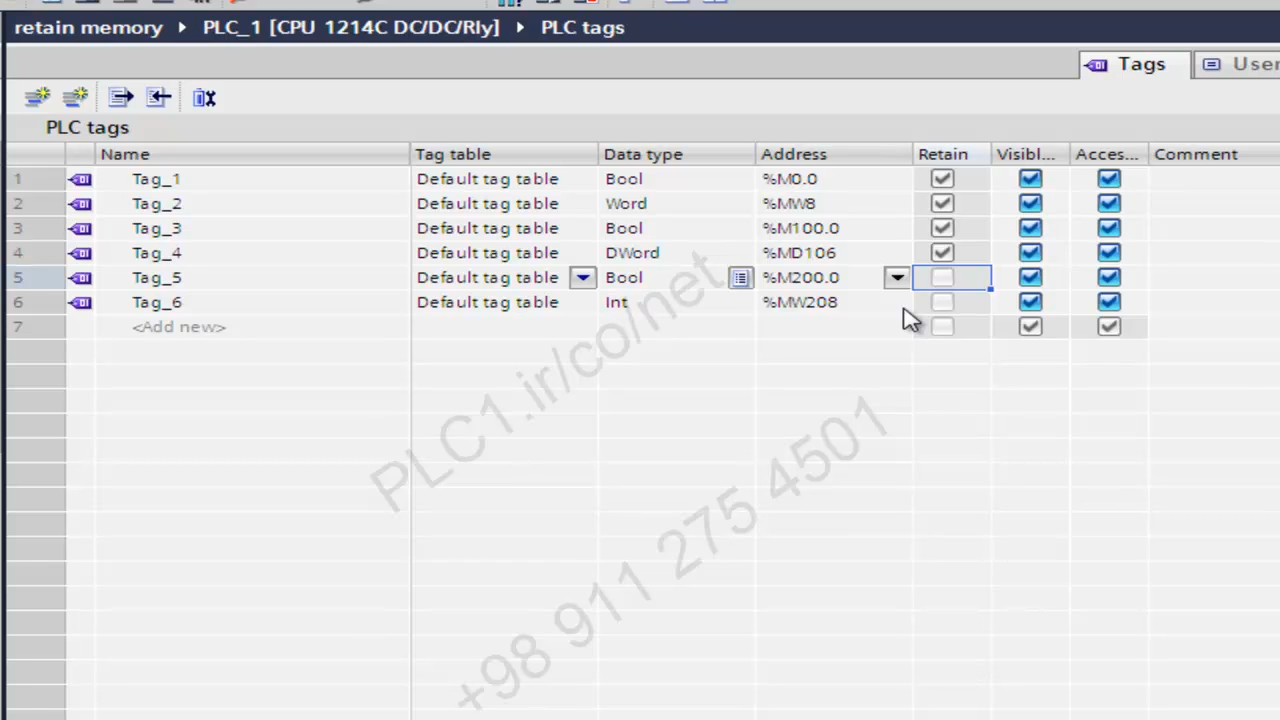 retain memory ▸ PLC_1 [CPU 1214C DC/DC/Rly] ▸ PLC tags
Tags User
PLC tags
Name Tag table Data type Address Retain Visibl... Acces... Comment
1 Tag_1 Default tag table Bool %M0.0
2 Tag_2 Default tag table Word %MW8
3 Tag_3 Default tag table Bool %M100.0
4 Tag_4 Default tag table DWord %MD106
5 Tag_5 Default tag table Bool %M200.0
6 Tag_6 Default tag table Int %MW208
7 <Add new>
PLC1.ir/co/net
+98 911 275 4501